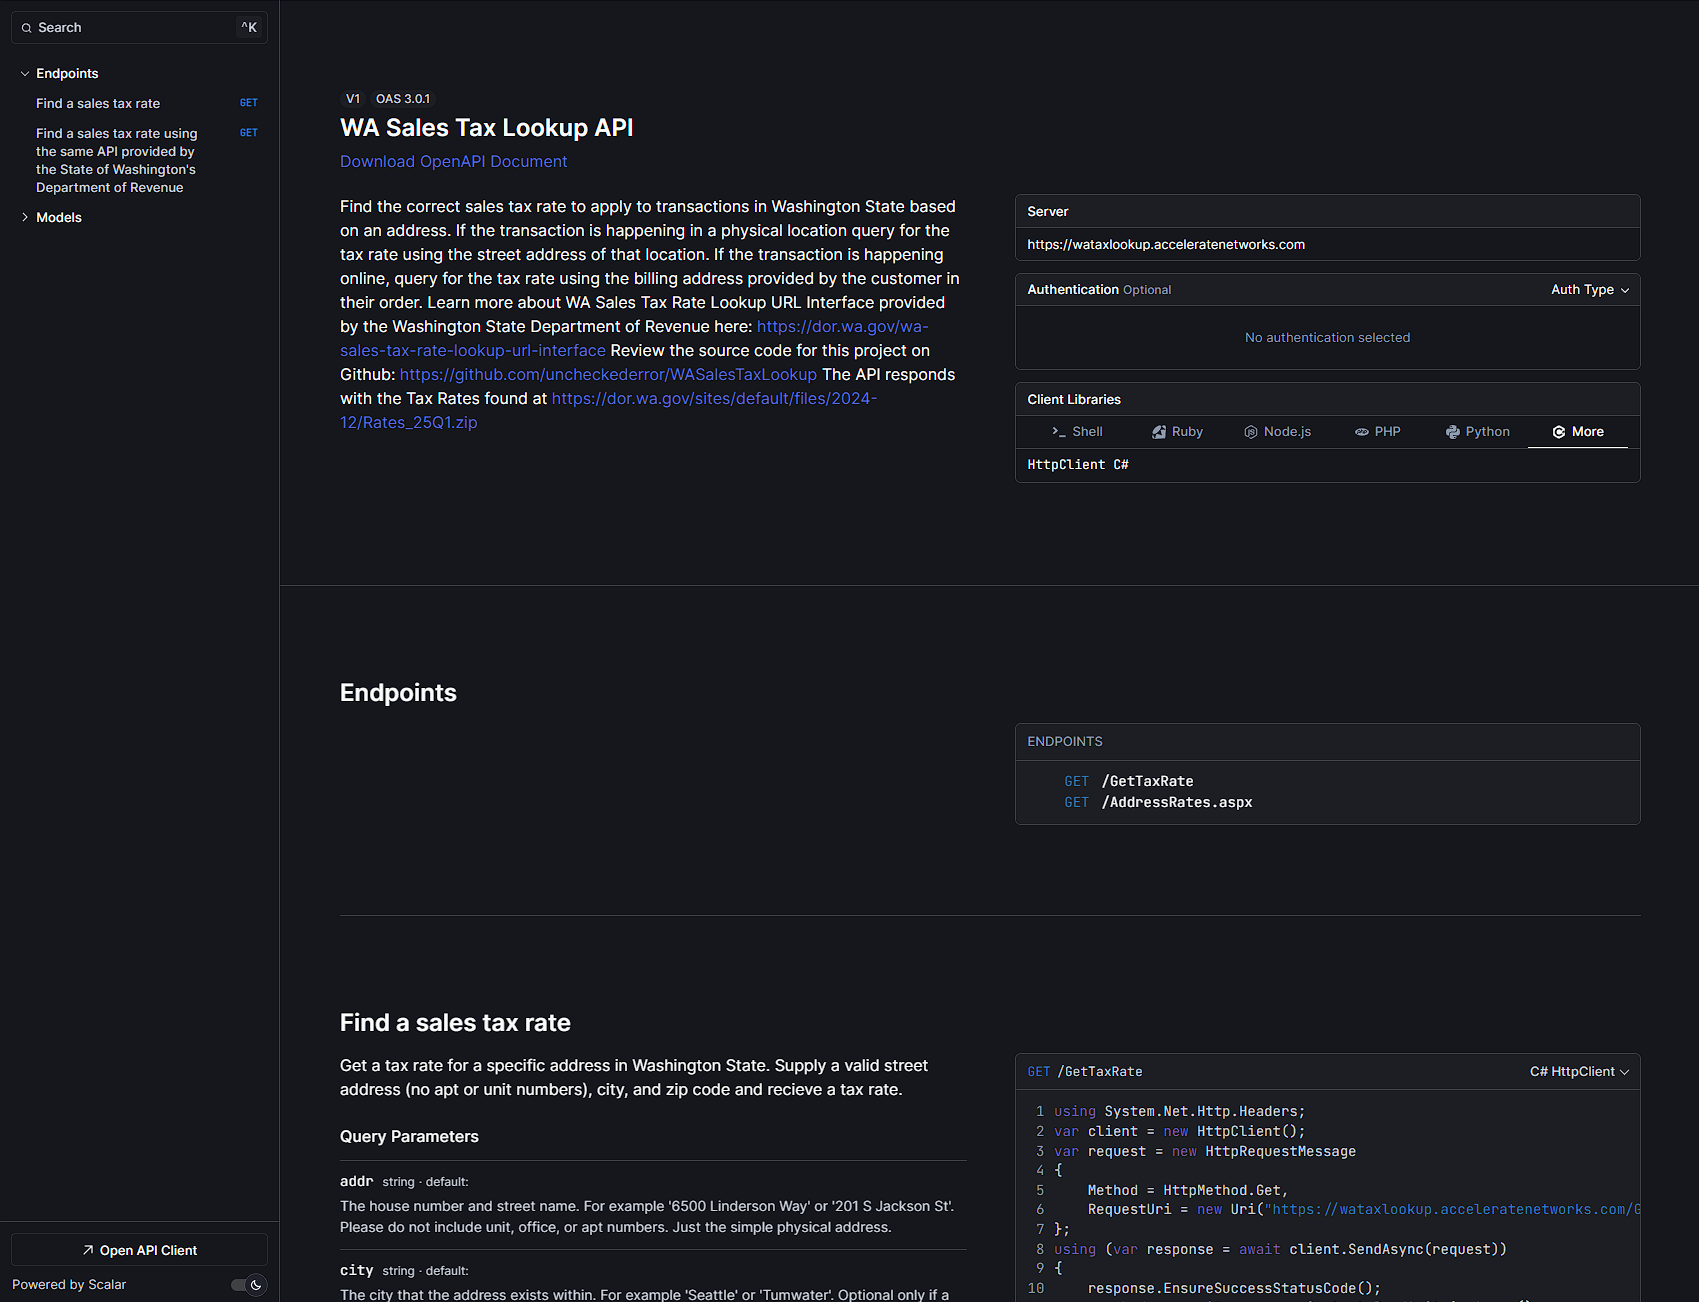 Search ^K
Endpoints
Find a sales tax rate GET
Find a sales tax rate using GET
the same API provided by
the State of Washington's
Department of Revenue
Models
Open API Client
Powered by Scalar
V1 OAS 3.0.1
WA Sales Tax Lookup API
Download OpenAPI Document
Find the correct sales tax rate to apply to transactions in Washington State based
on an address. If the transaction is happening in a physical location query for the
tax rate using the street address of that location. If the transaction is happening
online, query for the tax rate using the billing address provided by the customer in
their order. Learn more about WA Sales Tax Rate Lookup URL Interface provided
by the Washington State Department of Revenue here: https://dor.wa.gov/wa-
sales-tax-rate-lookup-url-interface Review the source code for this project on
Github: https://github.com/uncheckederror/WASalesTaxLookup The API responds
with the Tax Rates found at https://dor.wa.gov/sites/default/files/2024-
12/Rates_25Q1.zip
Server
https://wataxlookup.acceleratenetworks.com
Authentication Optional Auth Type
No authentication selected
Client Libraries
Shell Ruby Node.js PHP Python More
HttpClient C#
Endpoints
ENDPOINTS
GET /GetTaxRate
GET /AddressRates.aspx
Find a sales tax rate
Get a tax rate for a specific address in Washington State. Supply a valid street
address (no apt or unit numbers), city, and zip code and recieve a tax rate.
Query Parameters
addr string · default:
The house number and street name. For example '6500 Linderson Way' or '201 S Jackson St'.
Please do not include unit, office, or apt numbers. Just the simple physical address.
city string · default:
The city that the address exists within. For example 'Seattle' or 'Tumwater'. Optional only if a
GET /GetTaxRate C# HttpClient
1 using System.Net.Http.Headers;
2 var client = new HttpClient();
3 var request = new HttpRequestMessage
4 {
5 Method = HttpMethod.Get,
6 RequestUri = new Uri("https://wataxlookup.acceleratenetworks.com/G
7 };
8 using (var response = await client.SendAsync(request))
9 {
10 response.EnsureSuccessStatusCode();